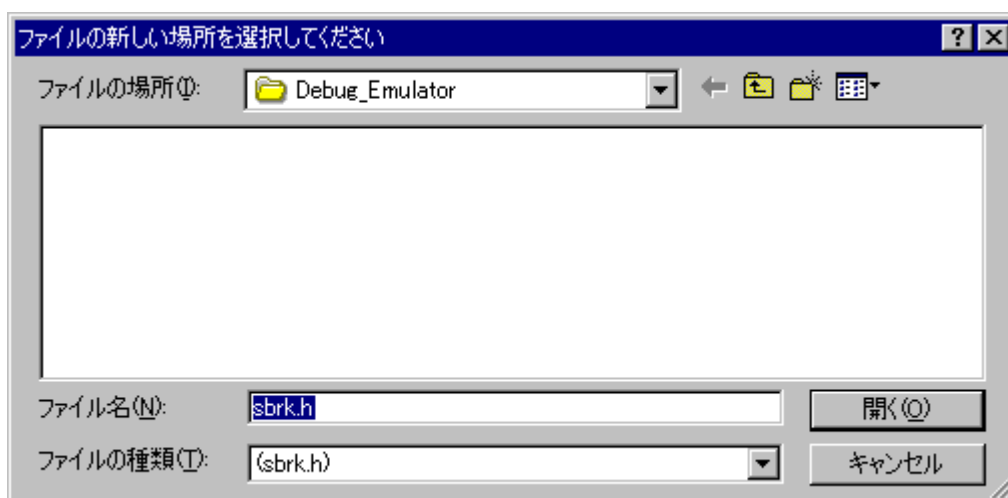 ファイルの新しい場所を選択してください
ファイルの場所(I):
Debug_Emulator
ファイル名(N):
sbrk.h
開く(O)
ファイルの種類(T):
(sbrk.h)
キャンセル